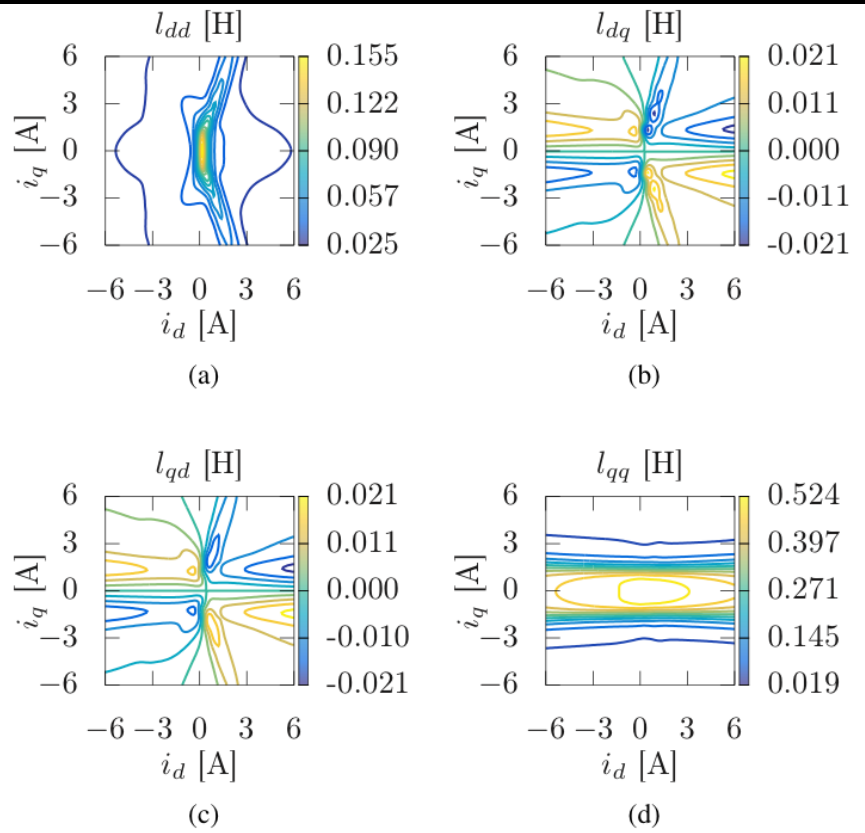 l_dd [H]
6
3
0
−3
−6
i_q [A]
−6 −3 0 3 6
i_d [A]
0.155
0.122
0.090
0.057
0.025
(a)
l_dq [H]
6
3
0
−3
−6
i_q [A]
−6 −3 0 3 6
i_d [A]
0.021
0.011
0.000
-0.011
-0.021
(b)
l_qd [H]
6
3
0
−3
−6
i_q [A]
−6 −3 0 3 6
i_d [A]
0.021
0.011
0.000
-0.010
-0.021
(c)
l_qq [H]
6
3
0
−3
−6
i_q [A]
−6 −3 0 3 6
i_d [A]
0.524
0.397
0.271
0.145
0.019
(d)